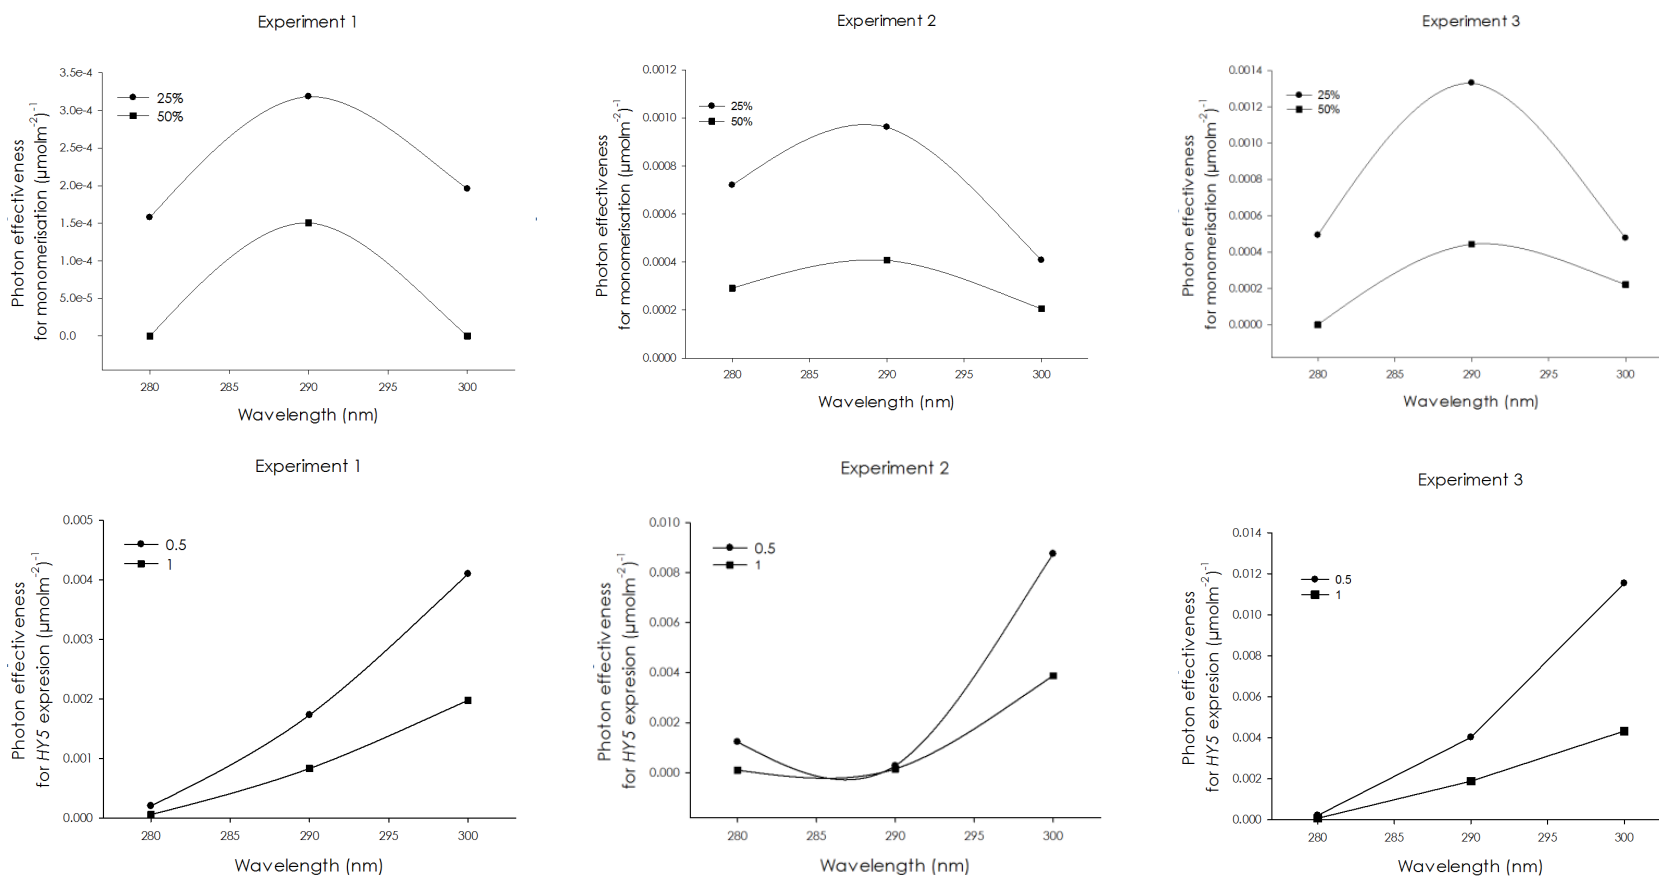 Experiment 1
Photon effectiveness
for monomerisation (µmolm⁻²)⁻¹
3.5e-4
3.0e-4
2.5e-4
2.0e-4
1.5e-4
1.0e-4
5.0e-5
0.0
25%
50%
280 285 290 295 300
Wavelength (nm)
Experiment 2
Photon effectiveness
for monomerisation (µmolm⁻²)⁻¹
0.0012
0.0010
0.0008
0.0006
0.0004
0.0002
0.0000
25%
50%
280 285 290 295 300
Wavelength (nm)
Experiment 3
Photon effectiveness
for monomerisation (µmolm⁻²)⁻¹
0.0014
0.0012
0.0010
0.0008
0.0006
0.0004
0.0002
0.0000
25%
50%
280 285 290 295 300
Wavelength (nm)
Experiment 1
Photon effectiveness
for HY5 expresion (µmolm⁻²)⁻¹
0.005
0.004
0.003
0.002
0.001
0.000
0.5
1
280 285 290 295 300
Wavelength (nm)
Experiment 2
Photon effectiveness
for HY5 expresion (µmolm⁻²)⁻¹
0.010
0.008
0.006
0.004
0.002
0.000
0.5
1
280 285 290 295 300
Wavelength (nm)
Experiment 3
Photon effectiveness
for HY5 expresion (µmolm⁻²)⁻¹
0.014
0.012
0.010
0.008
0.006
0.004
0.002
0.000
0.5
1
280 285 290 295 300
Wavelength (nm)